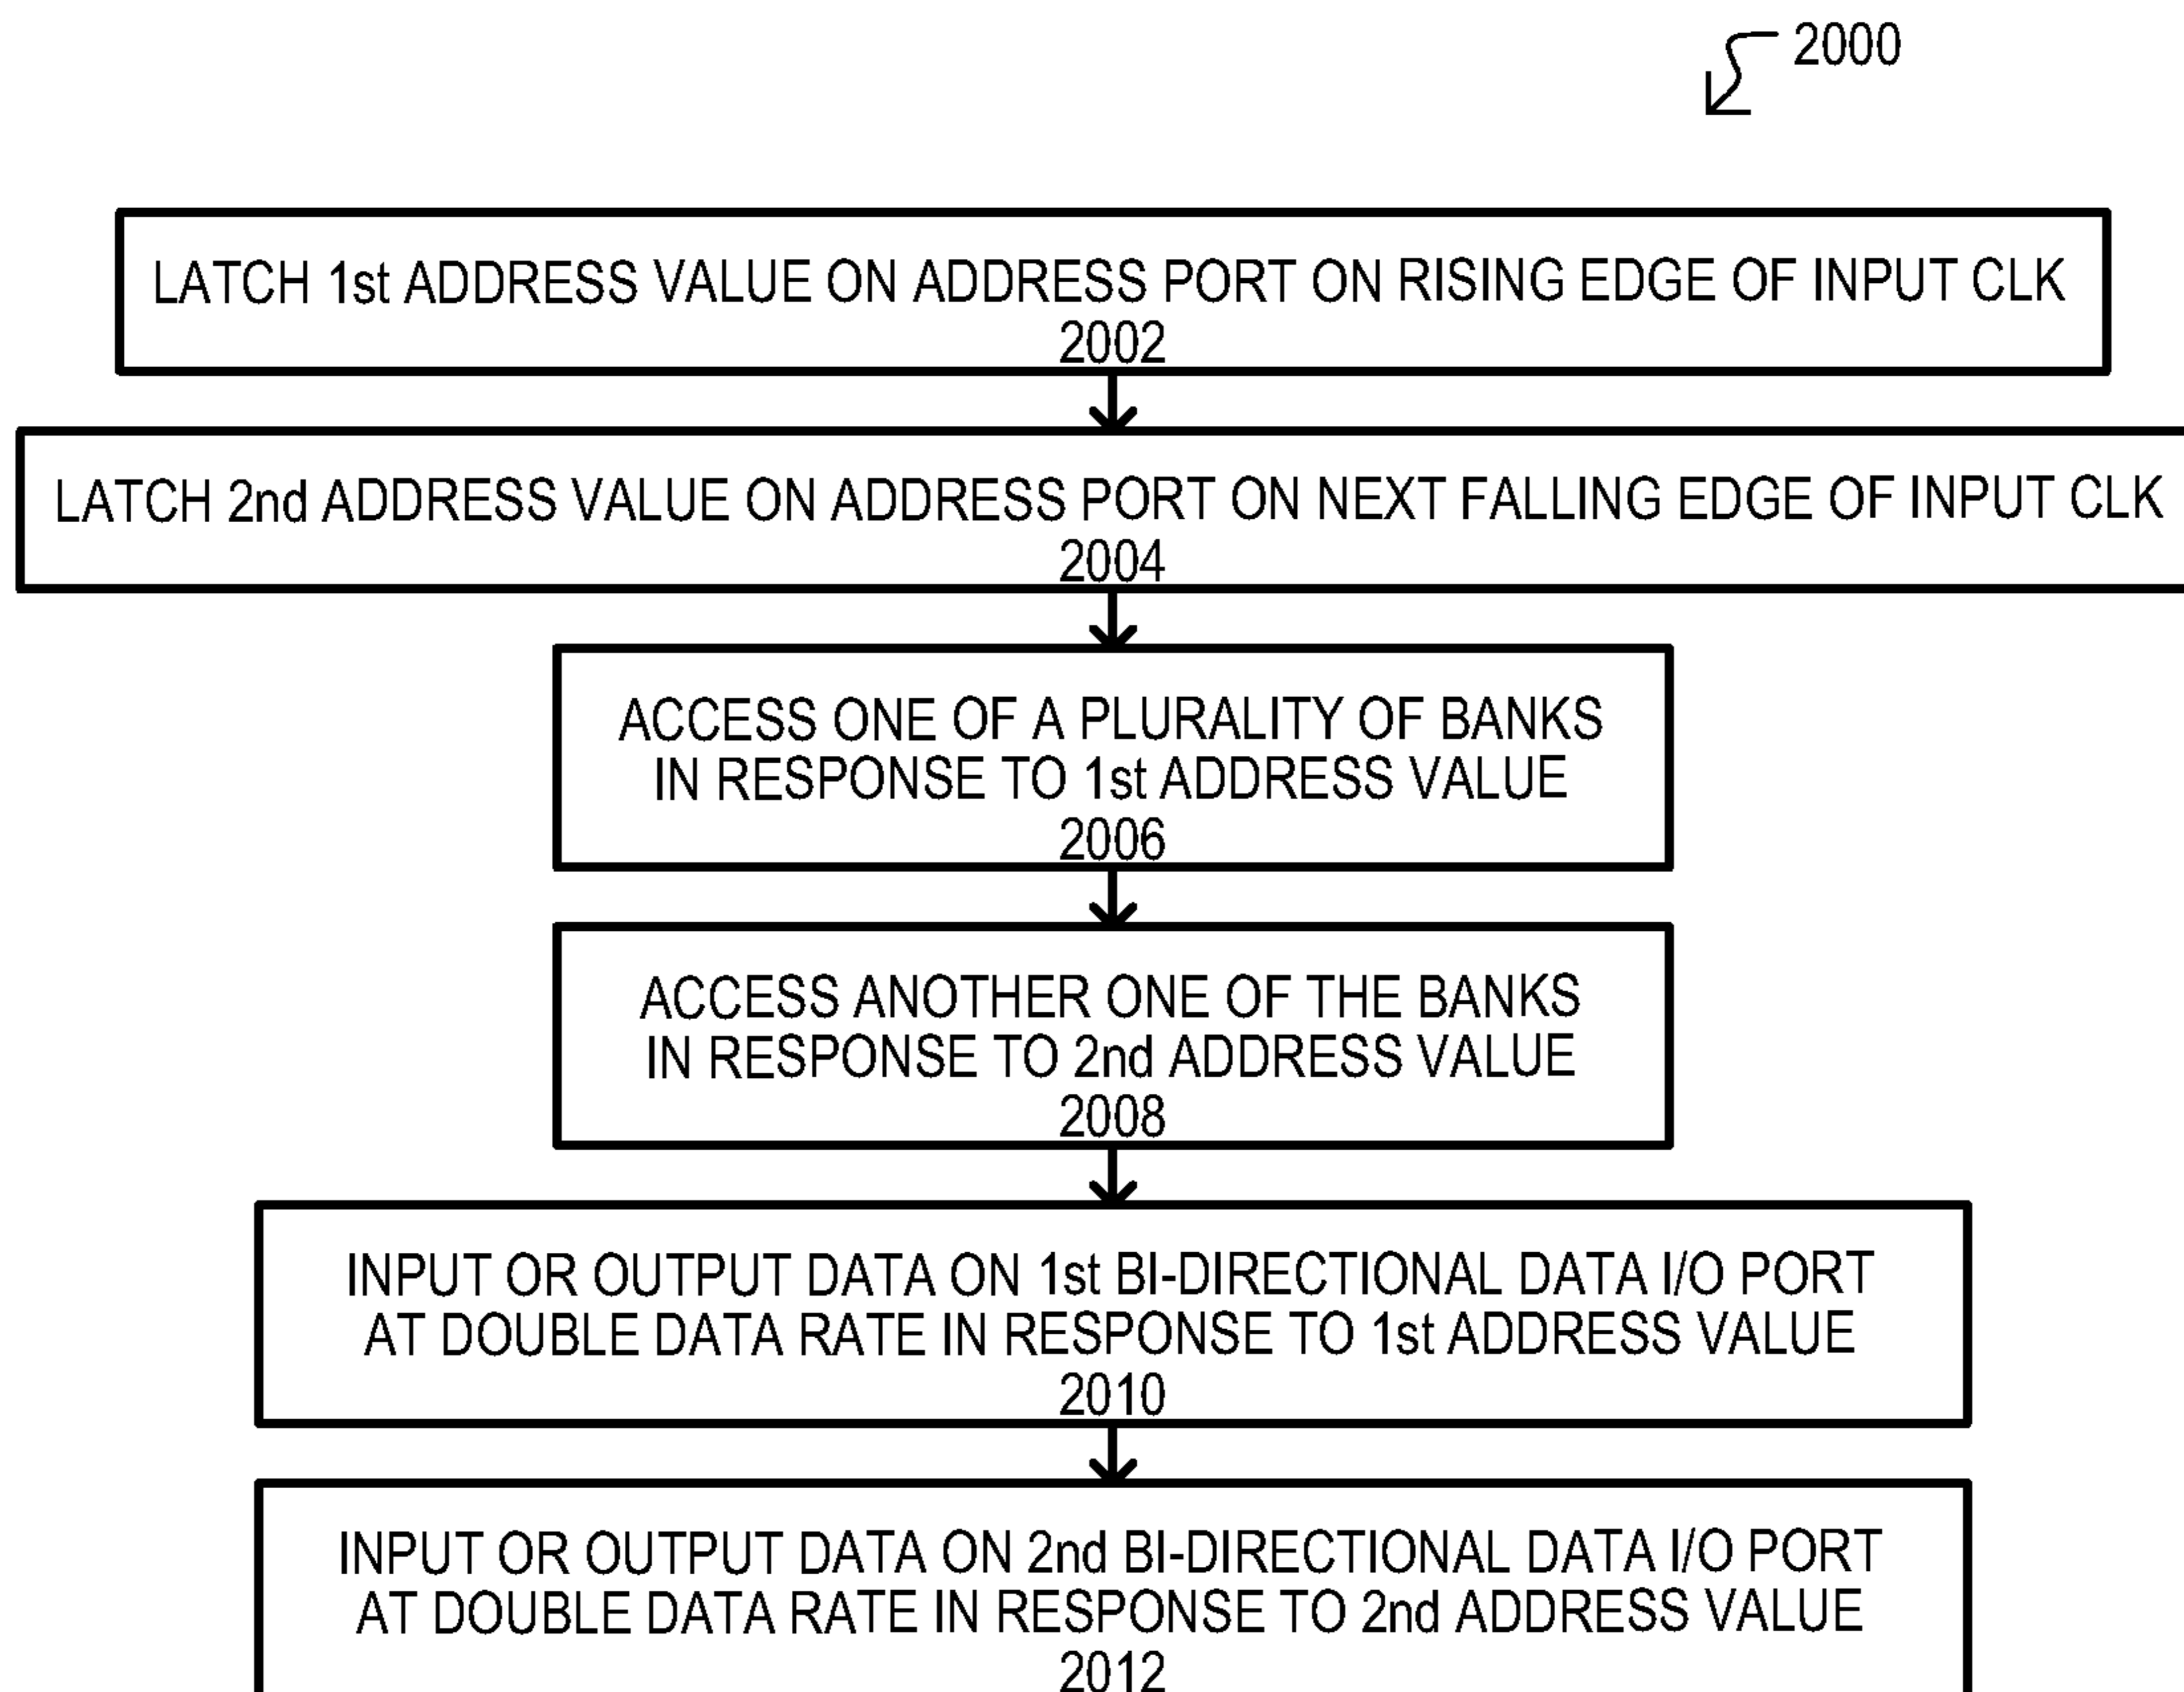 2000
LATCH 1st ADDRESS VALUE ON ADDRESS PORT ON RISING EDGE OF INPUT CLK
2002
LATCH 2nd ADDRESS VALUE ON ADDRESS PORT ON NEXT FALLING EDGE OF INPUT CLK
2004
ACCESS ONE OF A PLURALITY OF BANKS
IN RESPONSE TO 1st ADDRESS VALUE
2006
ACCESS ANOTHER ONE OF THE BANKS
IN RESPONSE TO 2nd ADDRESS VALUE
2008
INPUT OR OUTPUT DATA ON 1st BI-DIRECTIONAL DATA I/O PORT
AT DOUBLE DATA RATE IN RESPONSE TO 1st ADDRESS VALUE
2010
INPUT OR OUTPUT DATA ON 2nd BI-DIRECTIONAL DATA I/O PORT
AT DOUBLE DATA RATE IN RESPONSE TO 2nd ADDRESS VALUE
2012